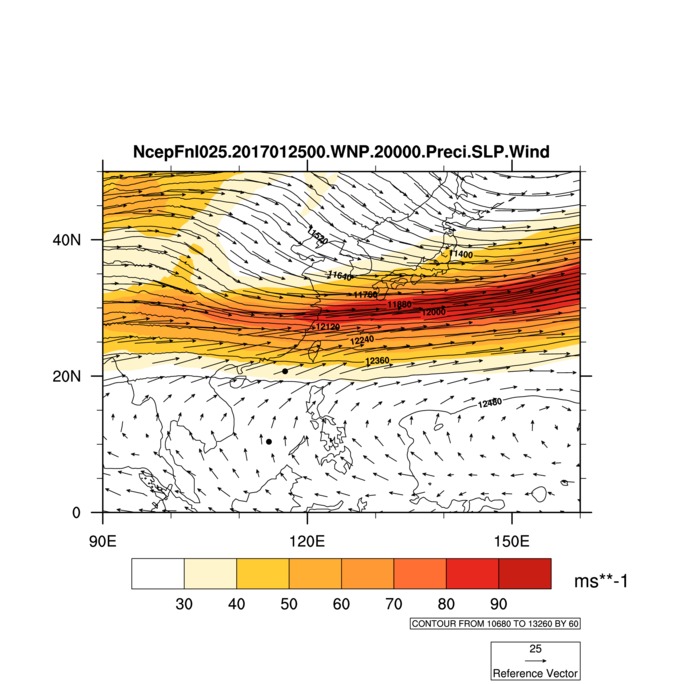 NcepFnl025.2017012500.WNP.20000.Preci.SLP.Wind
40N
20N
0
11520
11400
11640
11760
11880
12000
12120
12240
12360
12480
90E 120E 150E
30 40 50 60 70 80 90
ms**-1
CONTOUR FROM 10680 TO 13260 BY 60
25
Reference Vector